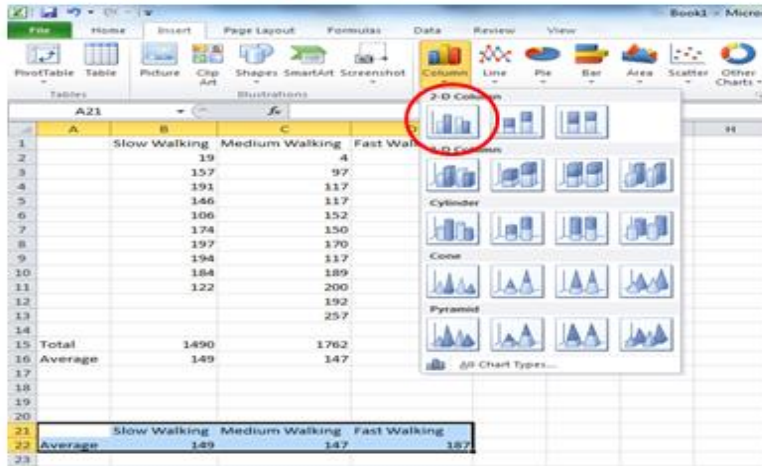 Book1 - Micro
File Home Insert Page Layout Formulas Data Review View
PivotTable Table Picture Clip Art Shapes SmartArt Screenshot Column Line Pie Bar Area Scatter Other Charts
Tables Illustrations
A21 fx
2-D Column
3-D Column
Cylinder
Cone
Pyramid
All Chart Types...
A B C D H
1 Slow Walking Medium Walking Fast Wal
2 19 4
3 157 97
4 191 117
5 146 117
6 106 152
7 174 150
8 197 170
9 194 117
10 184 189
11 122 200
12 192
13 257
14
15 Total 1490 1762
16 Average 149 147
17
18
19
20
21 Slow Walking Medium Walking Fast Walking
22 Average 149 147 187
23